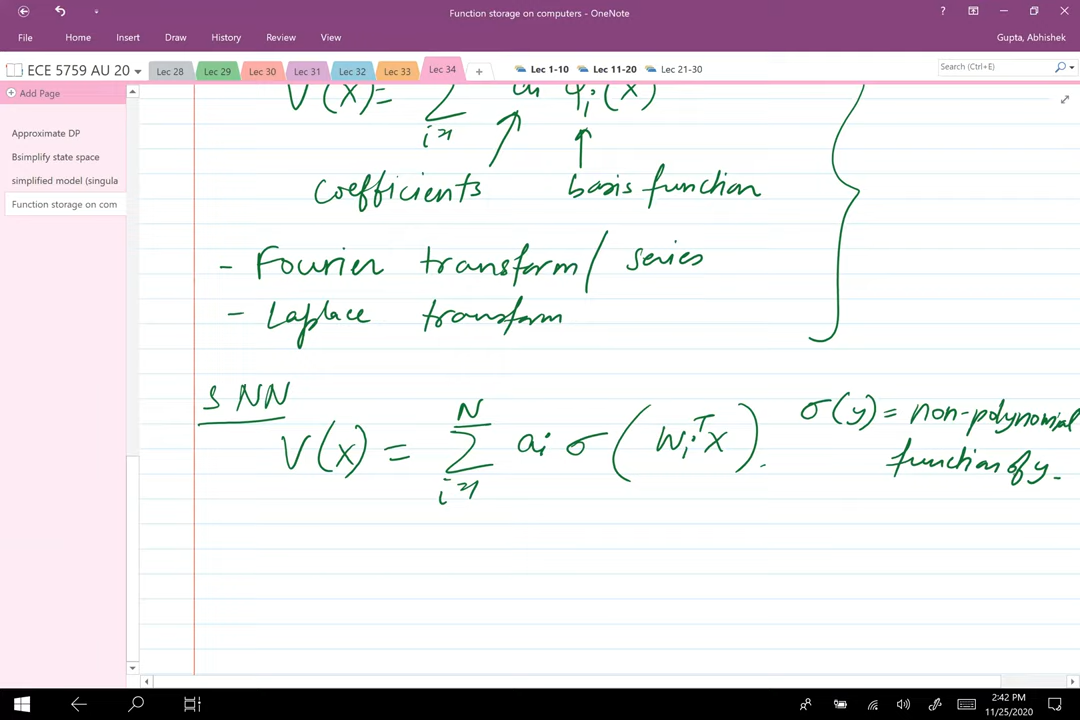 Function storage on computers - OneNote
Gupta, Abhishek
File Home Insert Draw History Review View
ECE 5759 AU 20
Lec 28 Lec 29 Lec 30 Lec 31 Lec 32 Lec 33 Lec 34 Lec 1-10 Lec 11-20 Lec 21-30
Search (Ctrl+E)
Add Page
Approximate DP
Bsimplify state space
simplified model (singula
Function storage on com
V(x) = ∑ φi(x)
i=1
coefficients basis function
- Fourier transform/ series
- Laplace transform
S NN
V(x) = ∑ ai σ(wiᵀx).
N
i=1
σ(y) = non-polynomial
function of y.
2:42 PM
11/25/2020